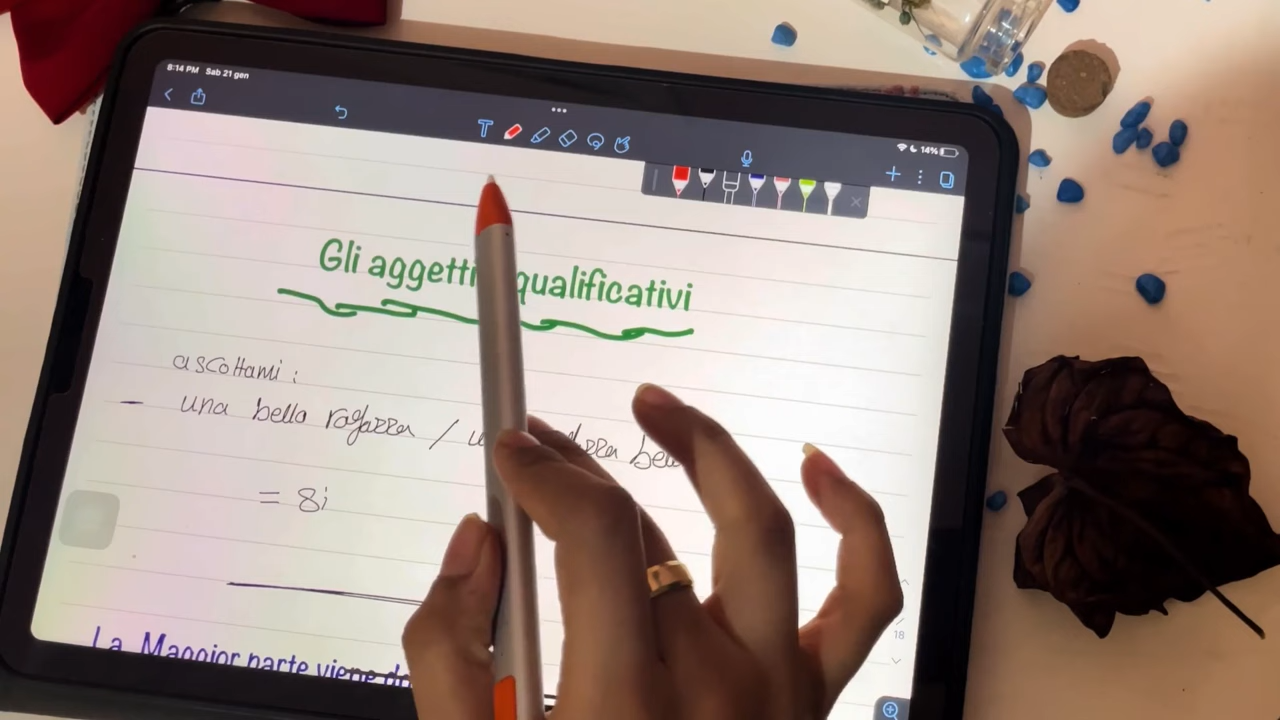 8:14 PM Sab 21 gen
14%
Gli aggetti qualificativi
ascoltami :
- una bella ragazza /
= 8i
La Maggior parte viene
18